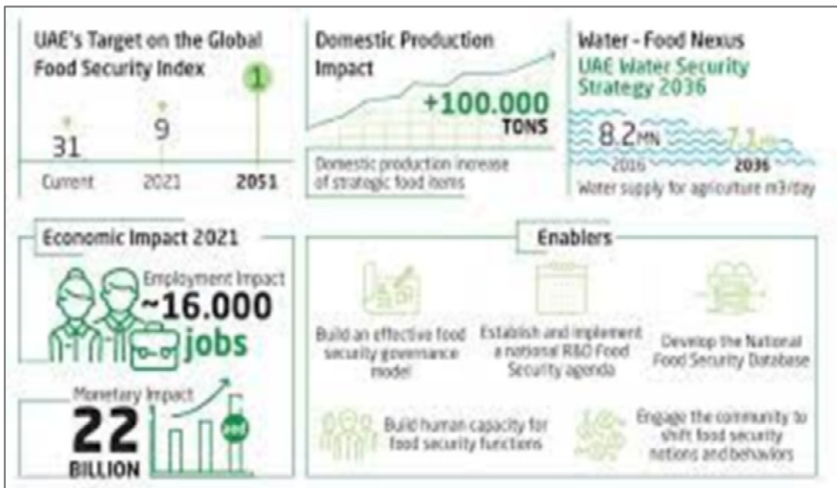 UAE's Target on the Global
Food Security Index
1
9
31
Current
2021
2051
Domestic Production
Impact
+100.000
TONS
Domestic production increase
of strategic food items
Water - Food Nexus
UAE Water Security
Strategy 2036
8.2MN
7.1
2016
2036
Water supply for agriculture m3/day
Economic Impact 2021
Employment Impact
~16.000
jobs
Monetary Impact
22
BILLION
aed
Enablers
Build an effective food
security governance
model
Establish and implement
a national R&D Food
Security agenda
Develop the National
Food Security Database
Build human capacity for
food security functions
Engage the community to
shift food security
notions and behaviors